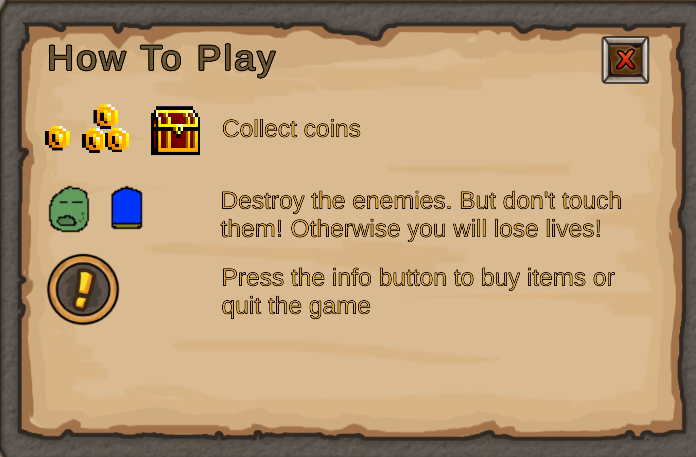 How To Play
Collect coins
Destroy the enemies. But don't touch
them! Otherwise you will lose lives!
Press the info button to buy items or
quit the game